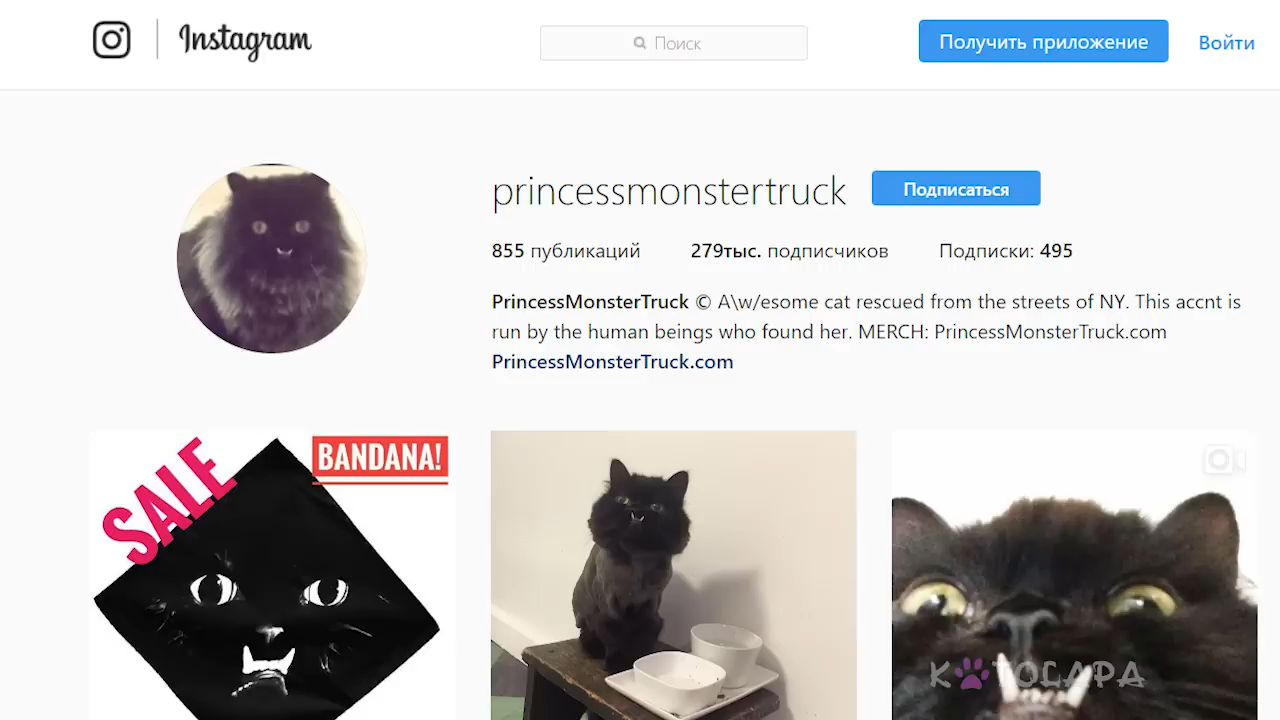 Instagram
Поиск
Получить приложение
Войти
princessmonstertruck
Подписаться
855 публикаций 279тыс. подписчиков Подписки: 495
PrincessMonsterTruck © A\w/esome cat rescued from the streets of NY. This accnt is
run by the human beings who found her. MERCH: PrincessMonsterTruck.com
PrincessMonsterTruck.com
SALE
BANDANA!
KOTOLAPA